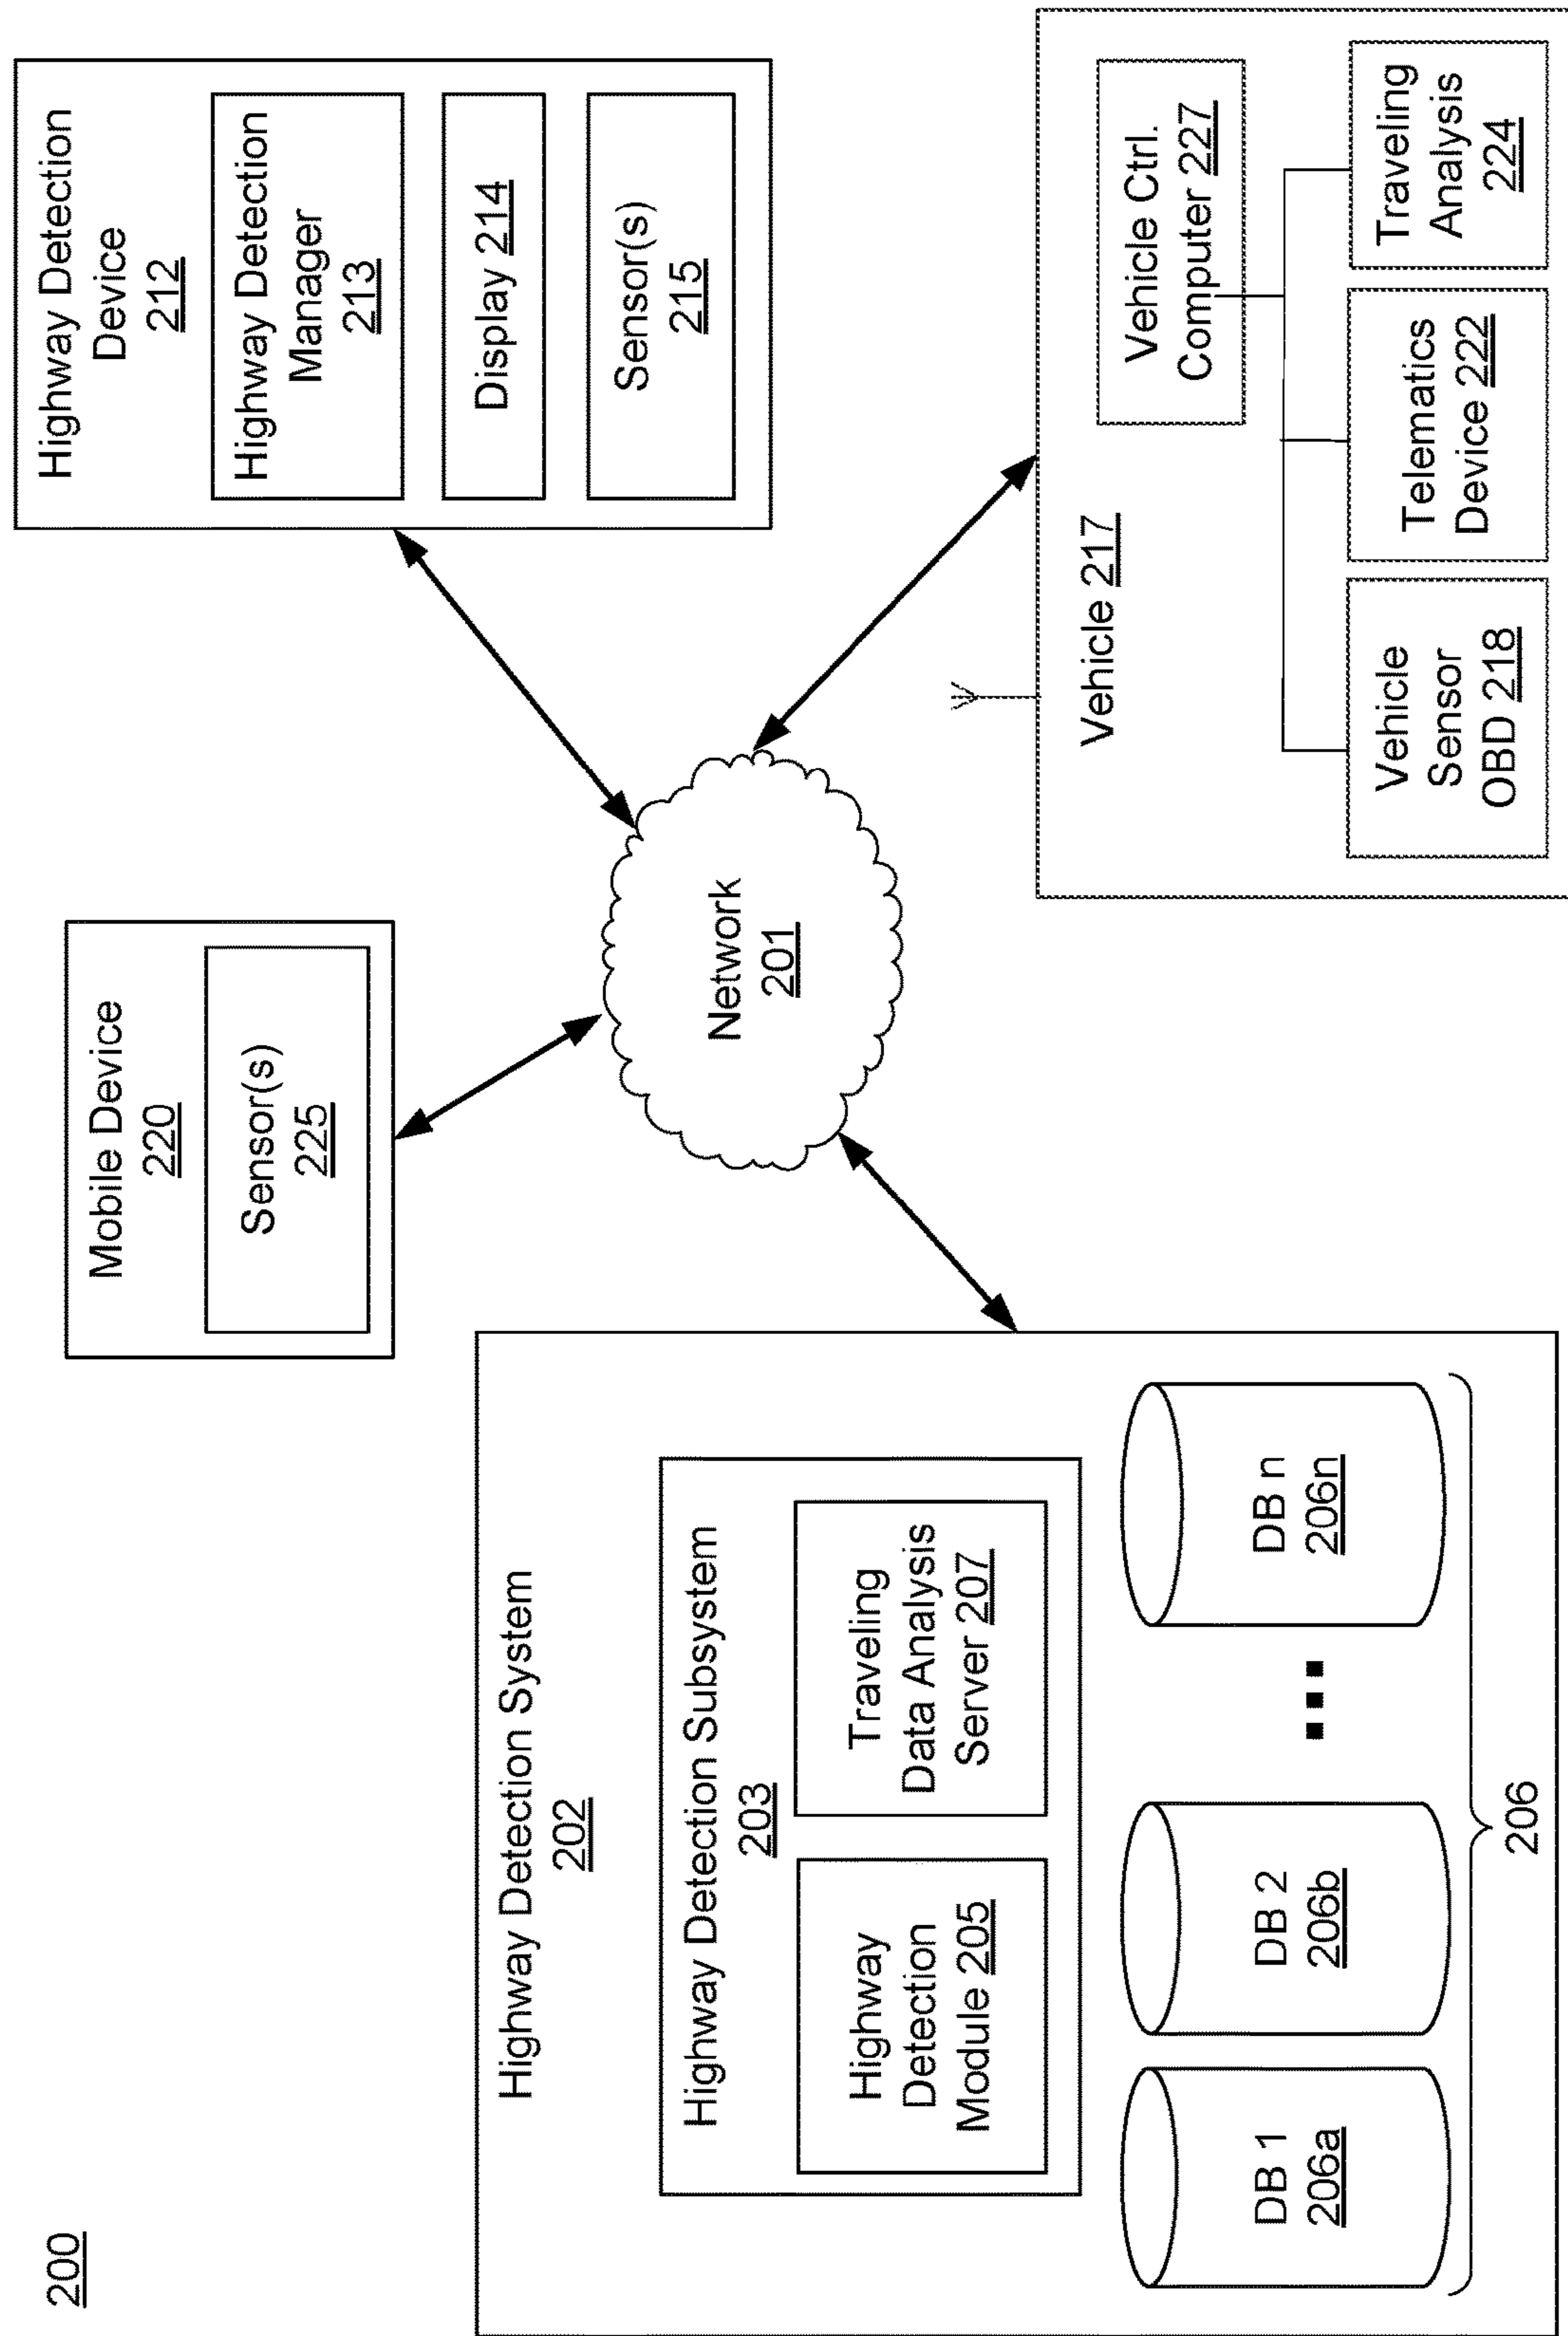 200
Highway Detection System
202
Highway Detection Subsystem
203
Highway
Detection
Module 205
Traveling
Data Analysis
Server 207
DB 1
206a
DB 2
206b
DB n
206n
206
Mobile Device
220
Sensor(s)
225
Network
201
Highway Detection
Device
212
Highway Detection
Manager
213
Display 214
Sensor(s)
215
Vehicle 217
Vehicle Ctrl.
Computer 227
Vehicle
Sensor
OBD 218
Telematics
Device 222
Traveling
Analysis
224